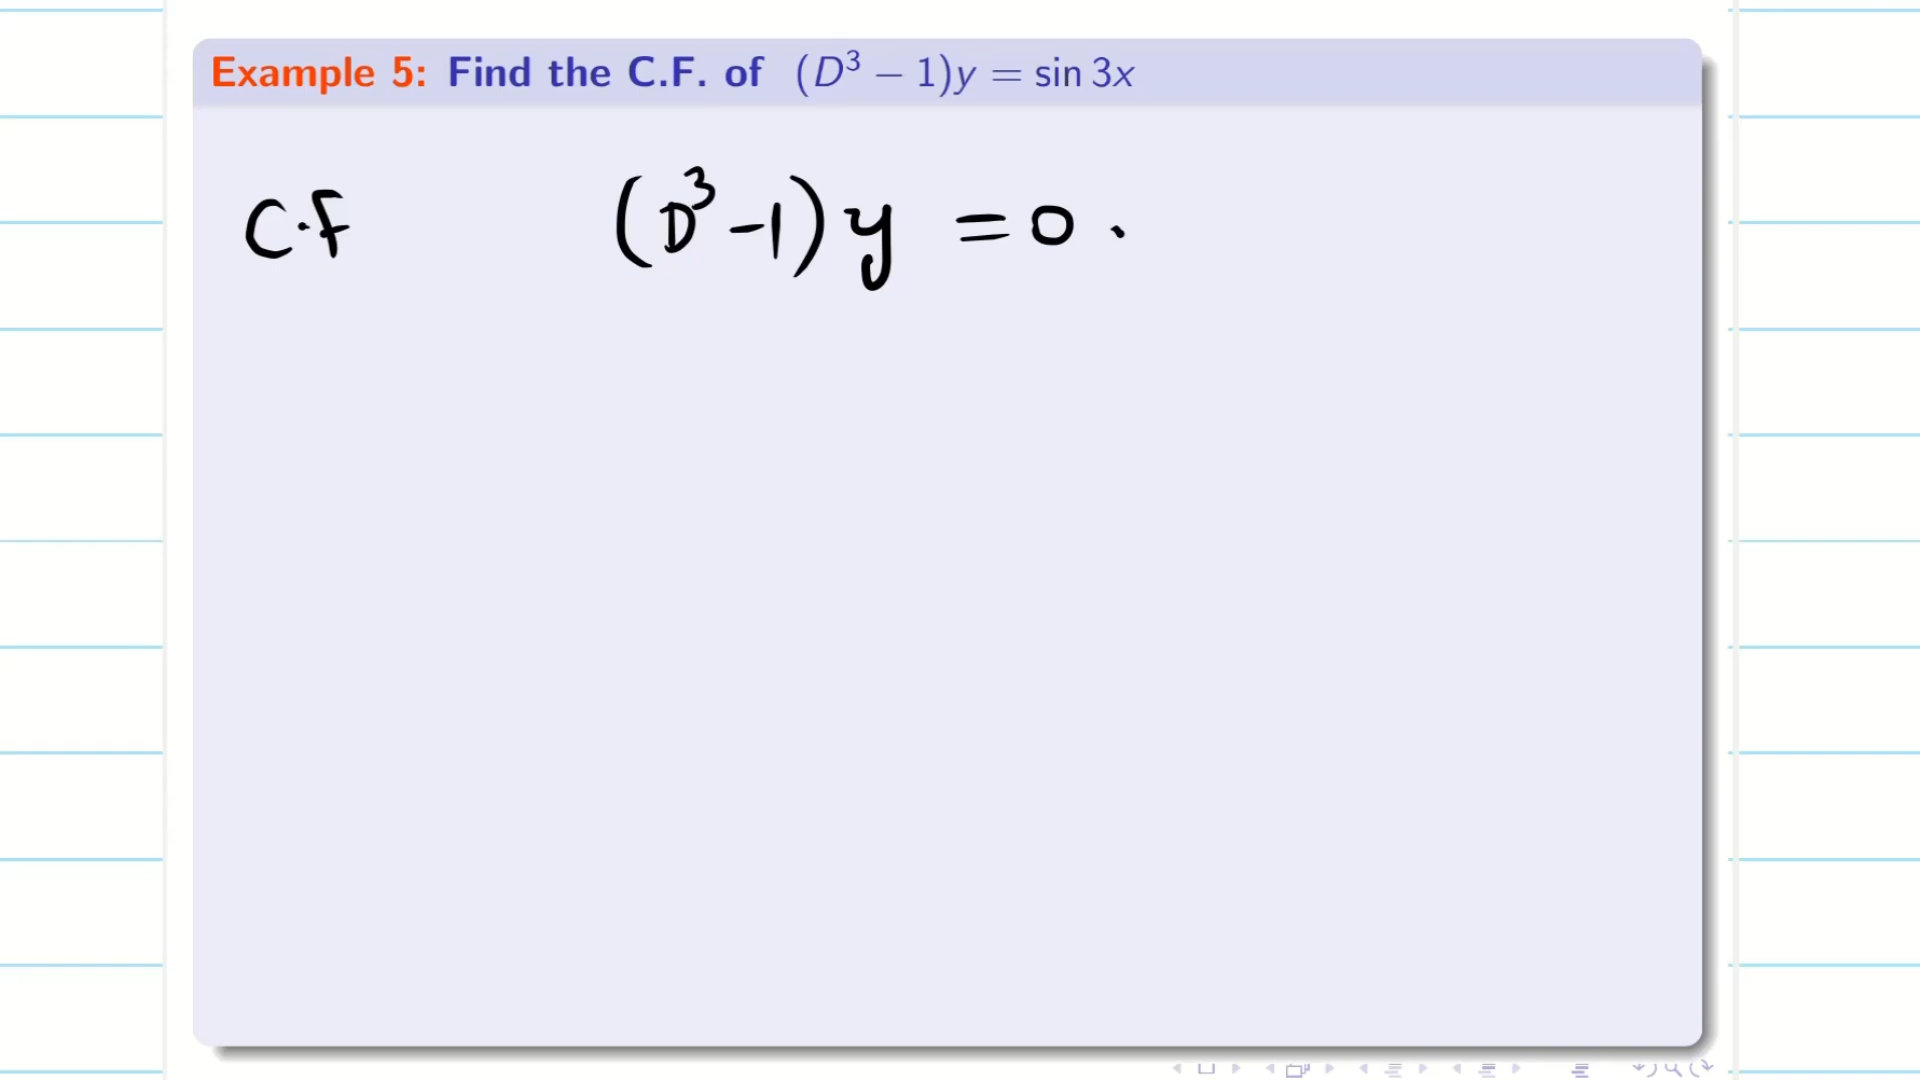 Example 5: Find the C.F. of (D³ − 1)y = sin 3x
C.F (D³ -1) y = 0 .